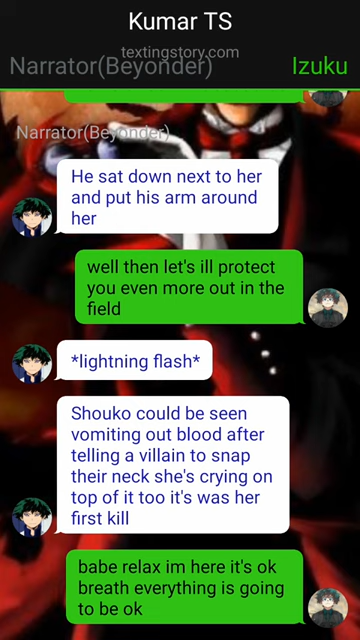 Kumar TS
textingstory.com
Narrator(Beyonder)
Izuku
Narrator(Beyonder)
He sat down next to her
and put his arm around
her
well then let's ill protect
you even more out in the
field
*lightning flash*
Shouko could be seen
vomiting out blood after
telling a villain to snap
their neck she's crying on
top of it too it's was her
first kill
babe relax im here it's ok
breath everything is going
to be ok